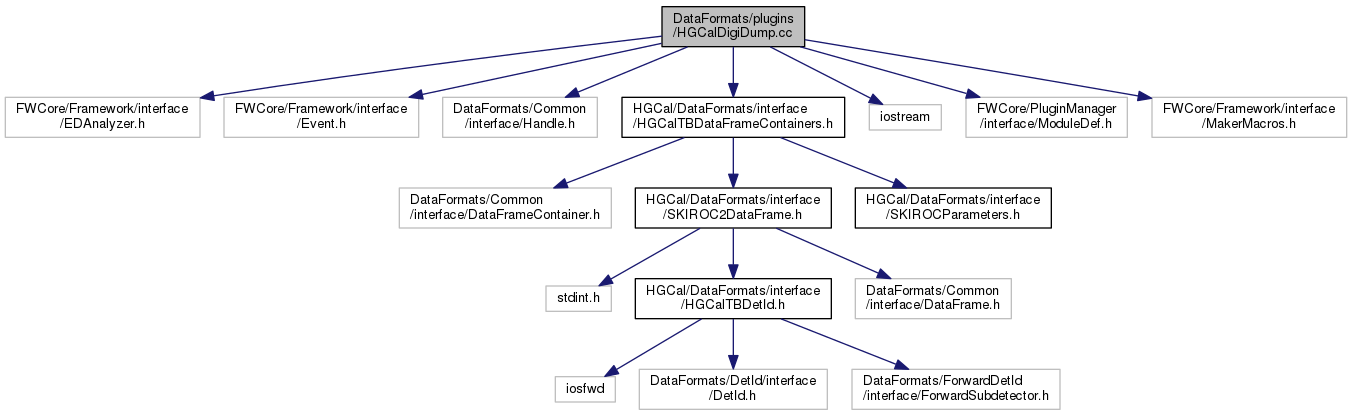 DataFormats/plugins
/HGCalDigiDump.cc
FWCore/Framework/interface
/EDAnalyzer.h
FWCore/Framework/interface
/Event.h
DataFormats/Common
/interface/Handle.h
HGCal/DataFormats/interface
/HGCalTBDataFrameContainers.h
iostream
FWCore/PluginManager
/interface/ModuleDef.h
FWCore/Framework/interface
/MakerMacros.h
DataFormats/Common
/interface/DataFrameContainer.h
HGCal/DataFormats/interface
/SKIROC2DataFrame.h
HGCal/DataFormats/interface
/SKIROCParameters.h
stdint.h
HGCal/DataFormats/interface
/HGCalTBDetId.h
DataFormats/Common
/interface/DataFrame.h
iosfwd
DataFormats/DetId/interface
/DetId.h
DataFormats/ForwardDetId
/interface/ForwardSubdetector.h